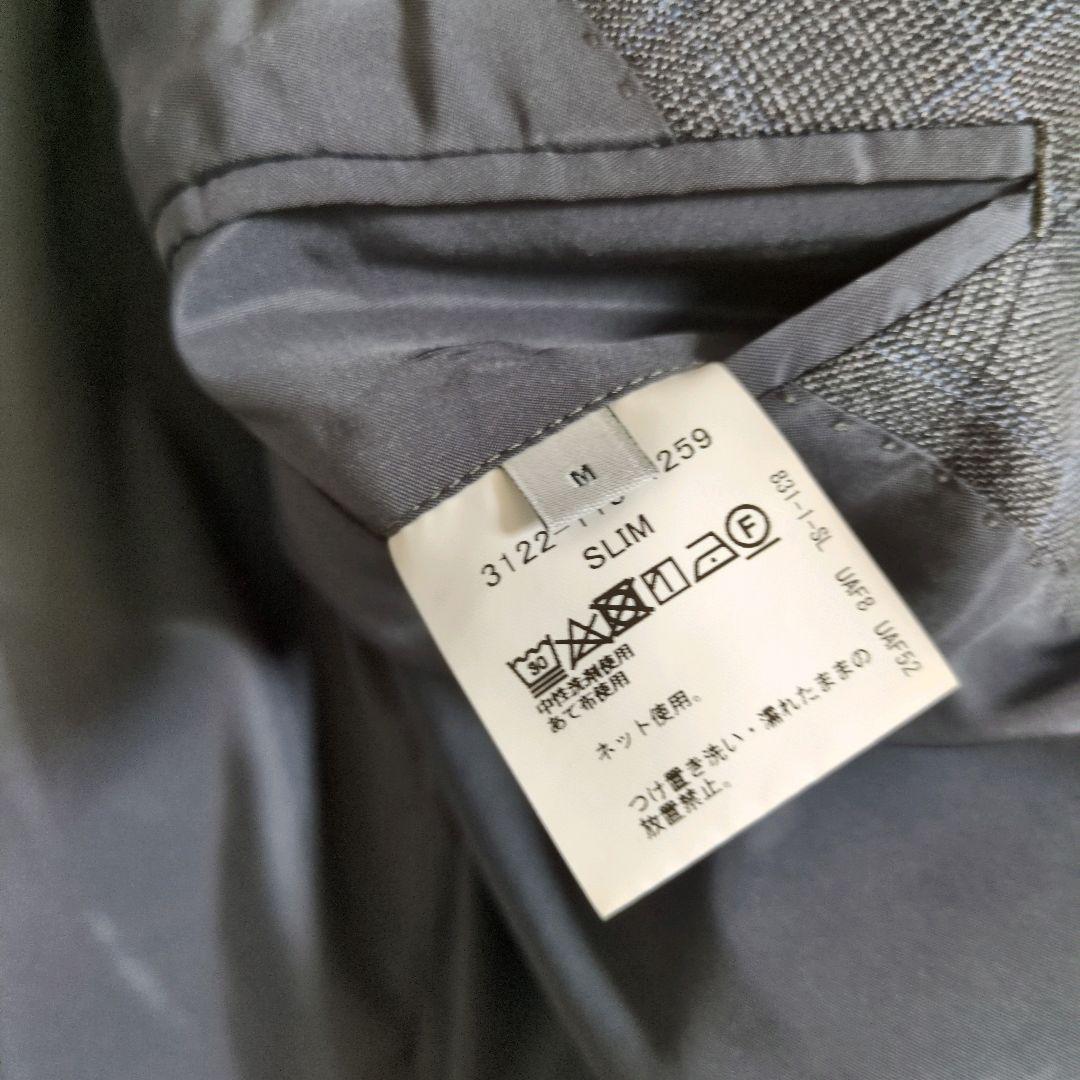 M
3122-11 259
SLIM
30
F
中性洗剤使用
あて布使用
ネット使用。
つけ置き洗い・濡れたままの
放置禁止。
831-1-SL UAF8 UAF52